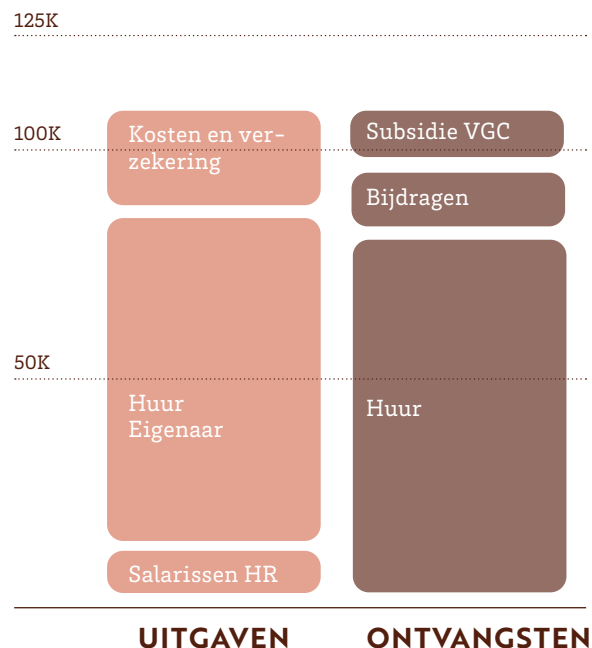 125K
100K
Kosten en ver-
zekering
Subsidie VGC
Bijdragen
50K
Huur
Eigenaar
Huur
Salarissen HR
UITGAVEN
ONTVANGSTEN